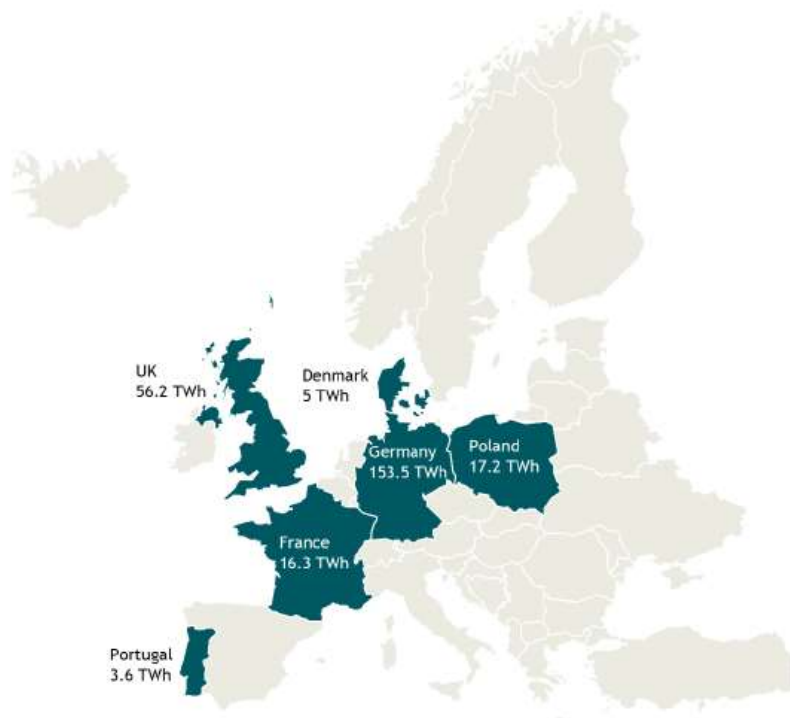 UK
56.2 TWh
Denmark
5 TWh
Germany
153.5 TWh
Poland
17.2 TWh
France
16.3 TWh
Portugal
3.6 TWh